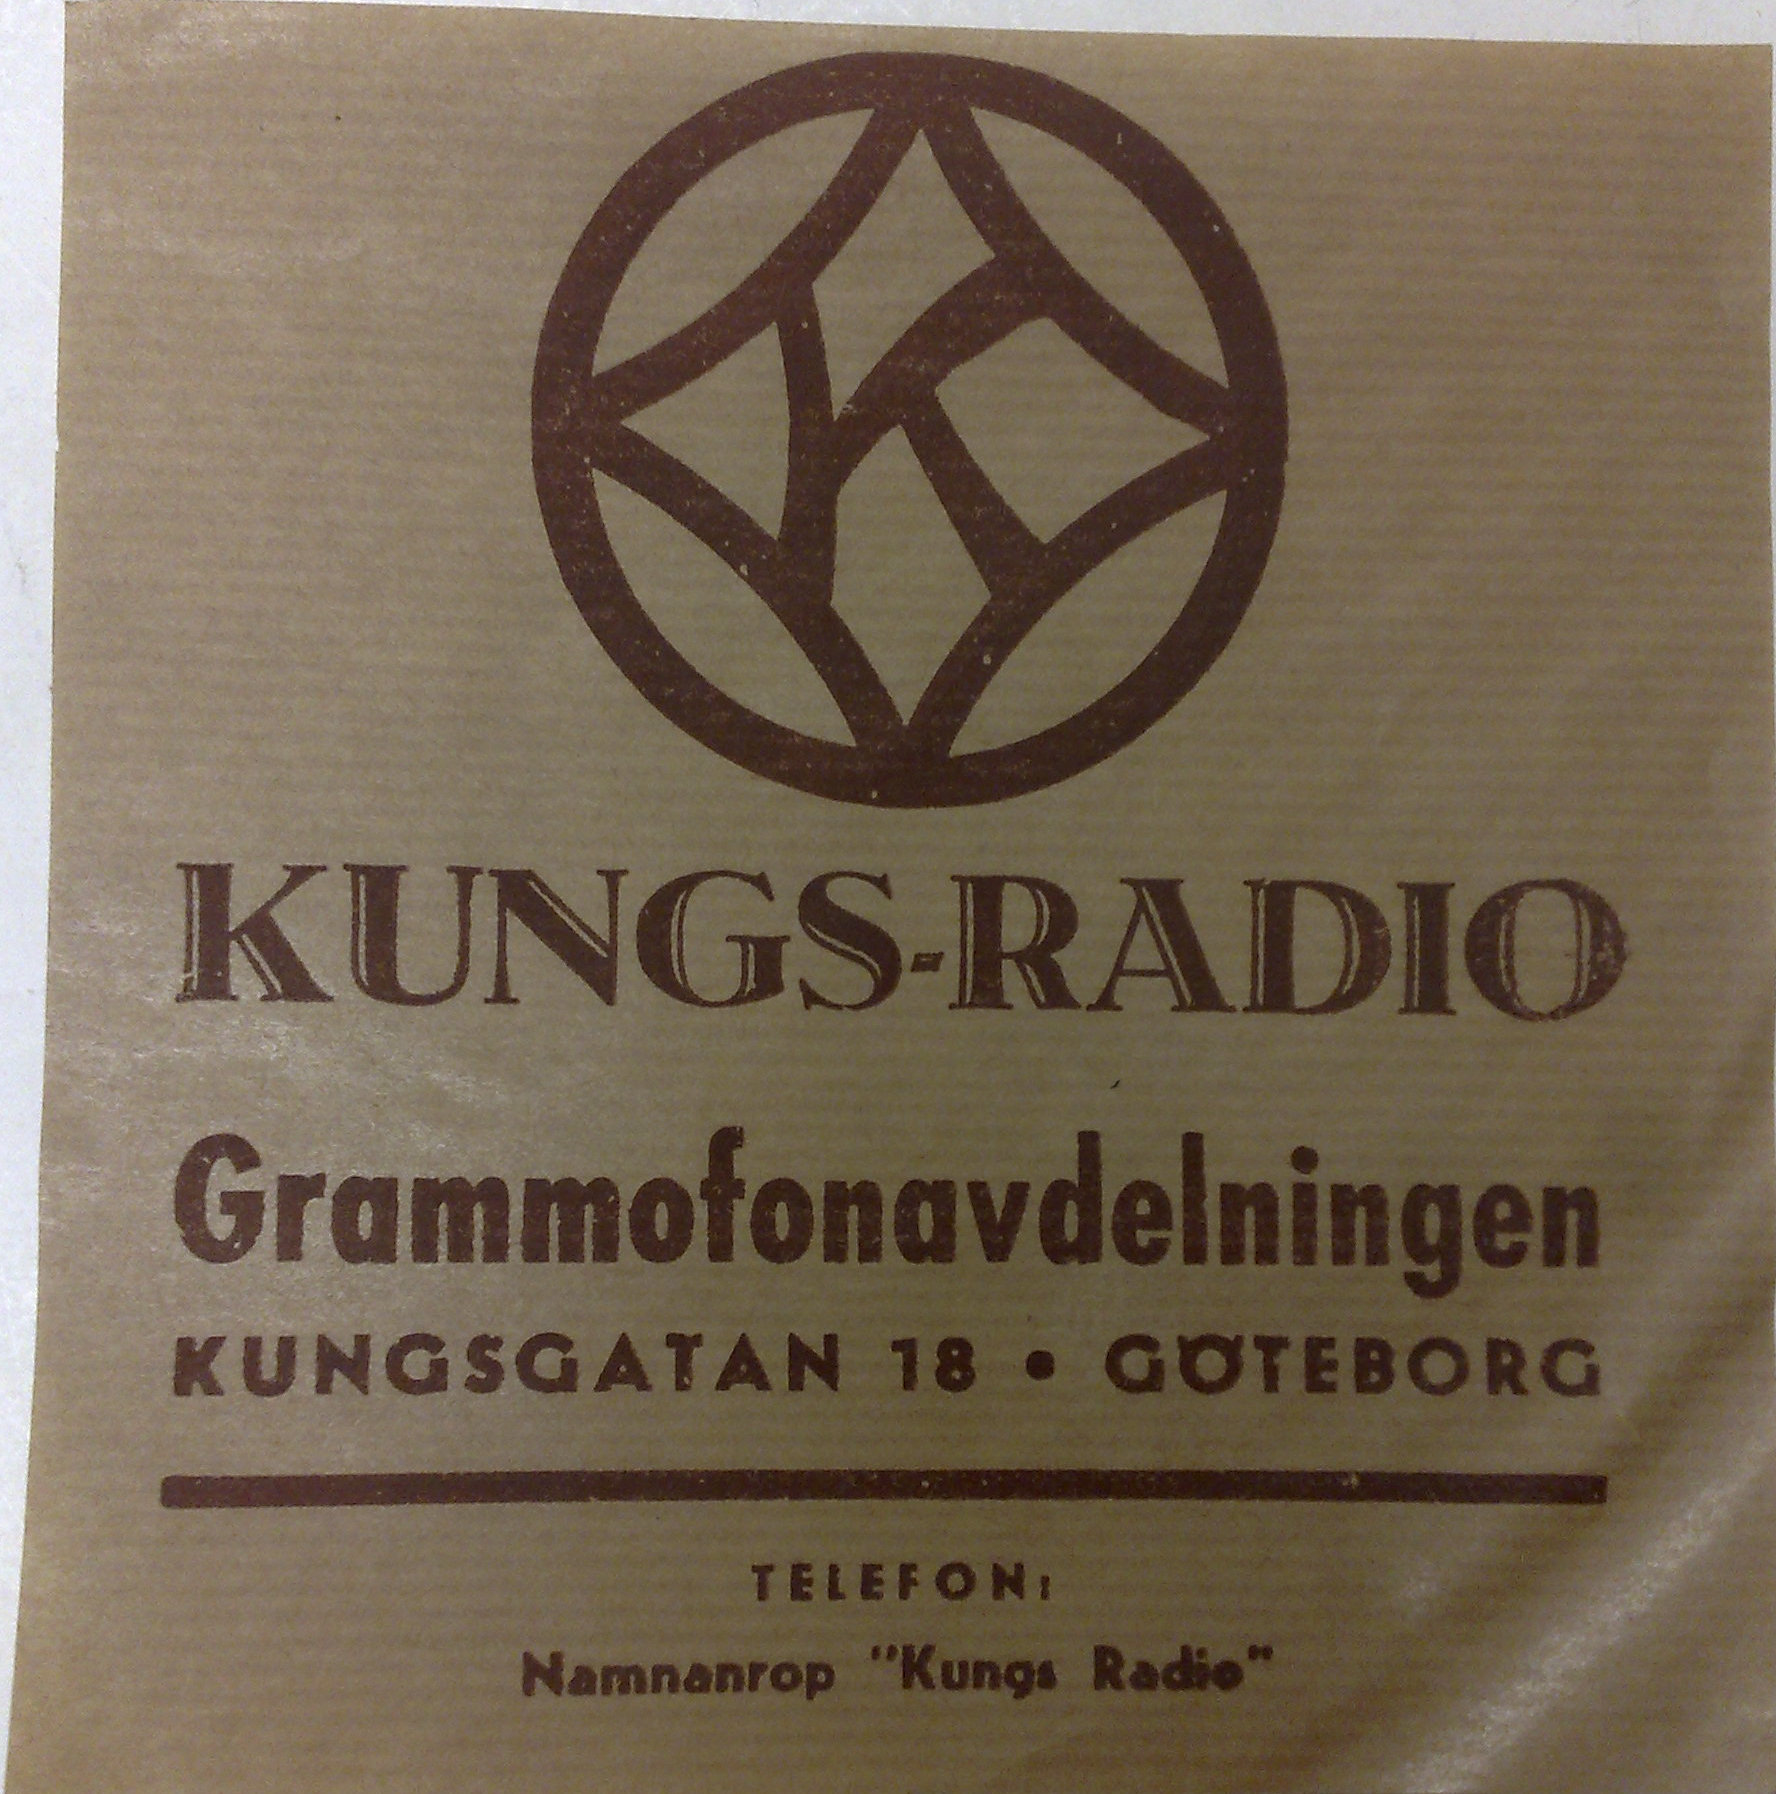 K
KUNGS-RADIO
Grammofonavdelningen
KUNGSGATAN 18 • GÖTEBORG
TELEFON:
Namnanrop "Kungs Radio"